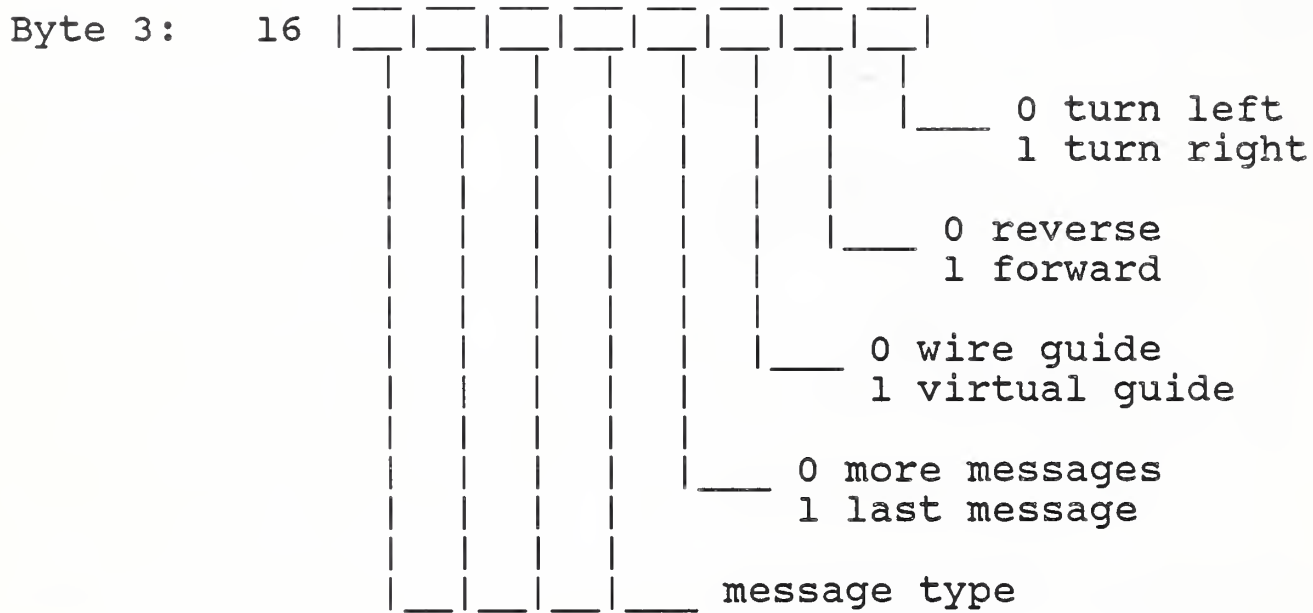 Byte 3: 16
0 turn left
1 turn right
0 reverse
1 forward
0 wire guide
1 virtual guide
0 more messages
1 last message
message type